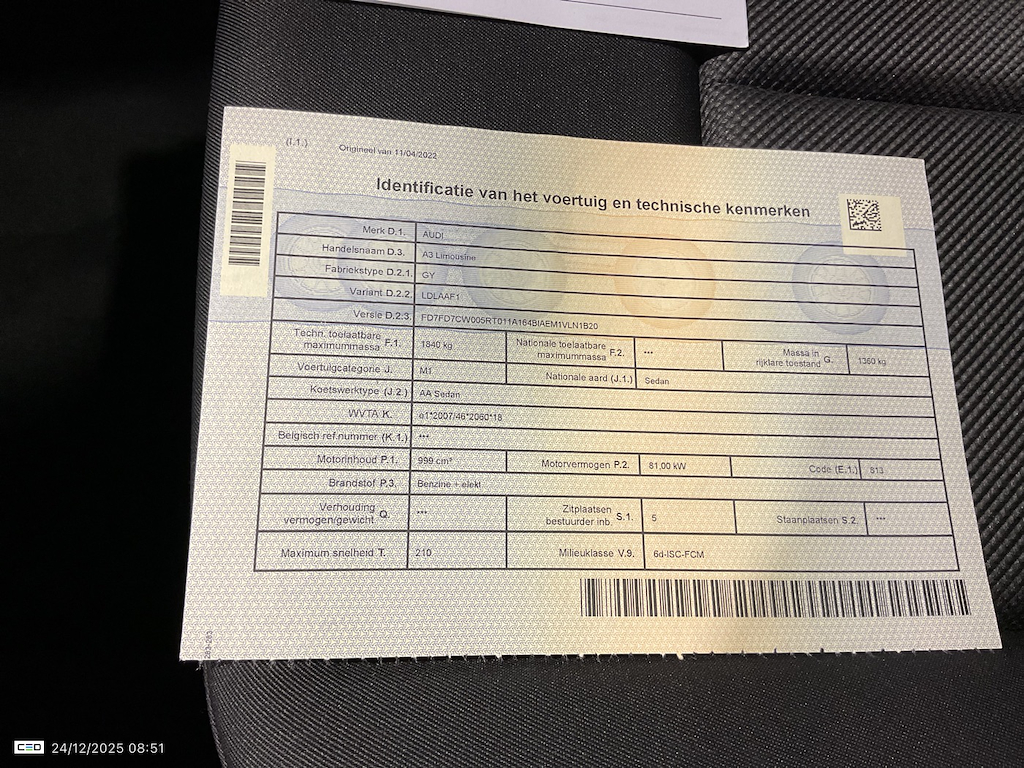 (I.1.) Origineel van 11/04/2022
Identificatie van het voertuig en technische kenmerken
Merk D.1. AUDI
Handelsnaam D.3. A3 Limousine
Fabriekstype D.2.1. GY
Variant D.2.2. LDLAAF1
Versie D.2.3. FD7FD7CW005RT011A164BIAEM1VLN1B20
Techn. toelaatbare maximummassa F.1. 1840 kg Nationale toelaatbare maximummassa F.2. *** Massa in rijklare toestand G. 1360 kg
Voertuigcategorie J. M1 Nationale aard (J.1.) Sedan
Koetswerktype (J.2.) AA Sedan
WVTA K. e1*2007/46*2060*18
Belgisch ref.nummer (K.1.) ***
Motorinhoud P.1. 999 cm³ Motorvermogen P.2. 81,00 kW Code (E.1.) 813
Brandstof P.3. Benzine + elekt
Verhouding vermogen/gewicht Q. *** Zitplaatsen bestuurder inb. S.1. 5 Staanplaatsen S.2. ***
Maximum snelheid T. 210 Milieuklasse V.9. 6d-ISC-FCM
CEO 24/12/2025 08:51